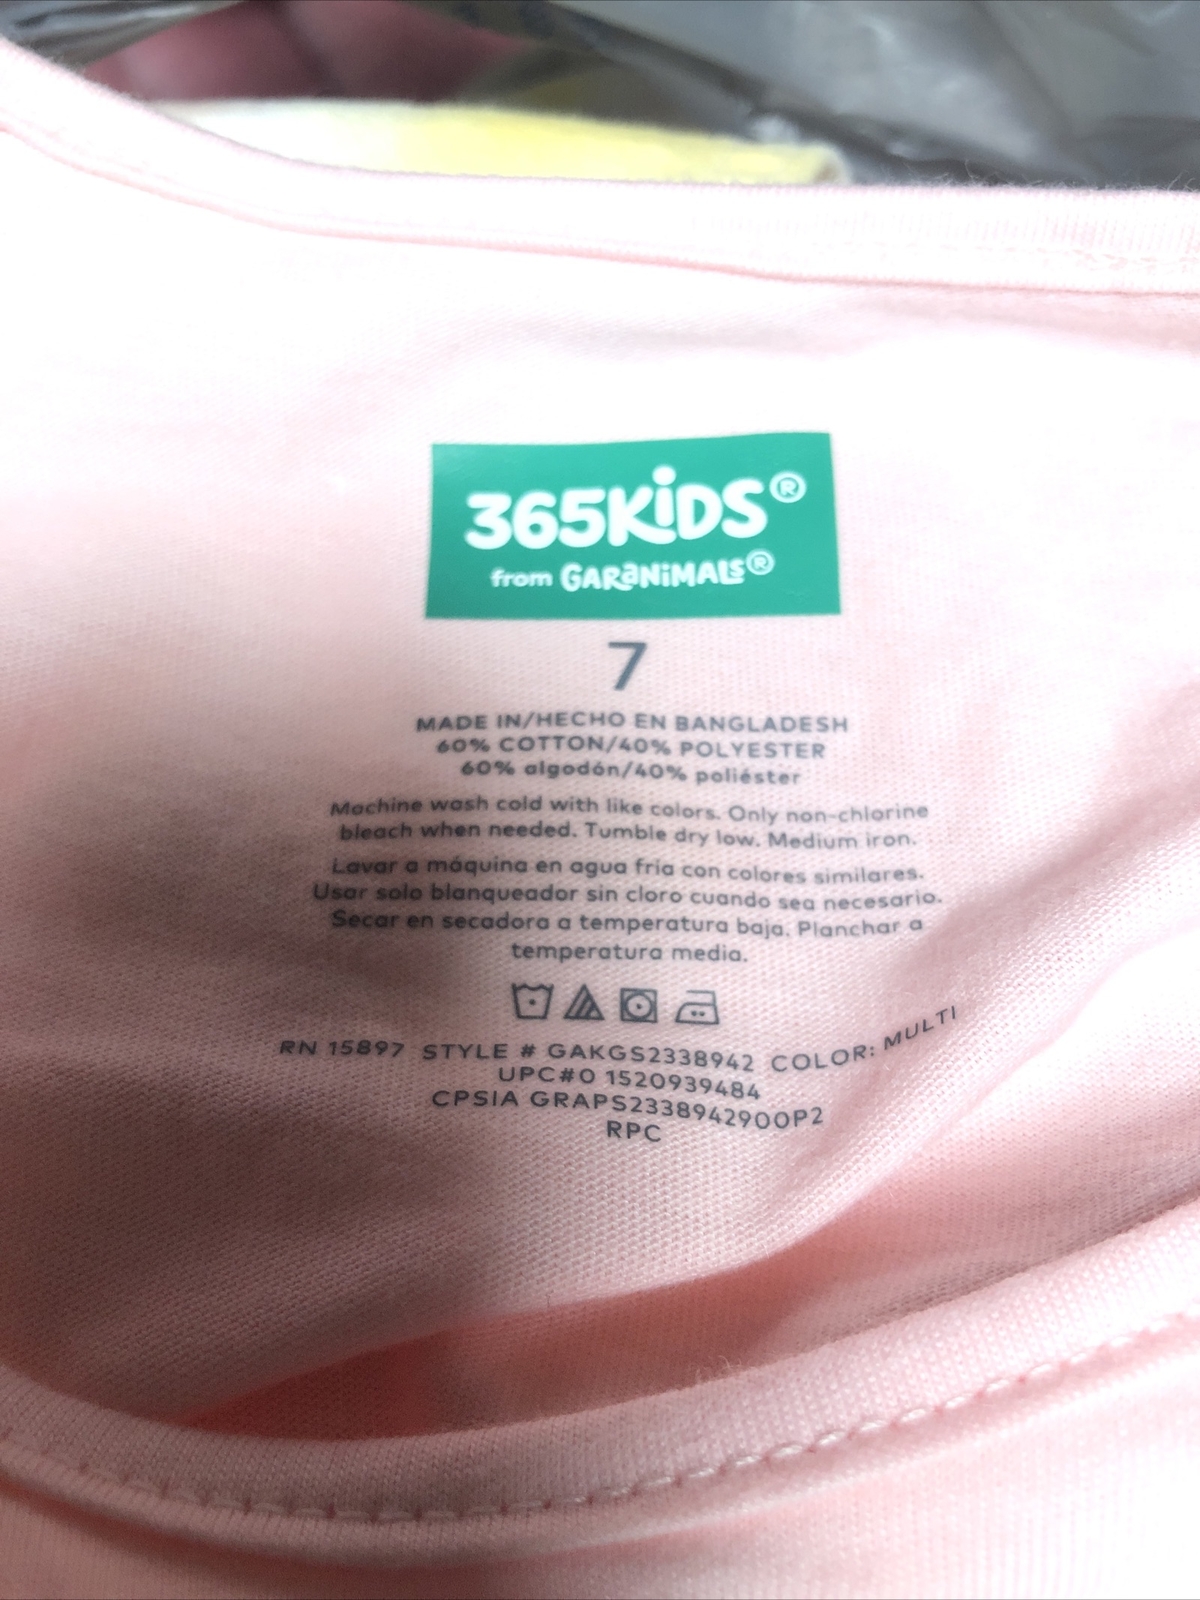 365KiDS®
from GARaNiMALs®
7
MADE IN/HECHO EN BANGLADESH
60% COTTON/40% POLYESTER
60% algodón/40% poliéster
Machine wash cold with like colors. Only non-chlorine
bleach when needed. Tumble dry low. Medium iron.
Lavar a máquina en agua fría con colores similares.
Usar solo blanqueador sin cloro cuando sea necesario.
Secar en secadora a temperatura baja. Planchar a
temperatura media.
RN 15897 STYLE # GAKGS2338942 COLOR: MULTI
UPC#0 1520939484
CPSIA GRAPS2338942900P2
RPC